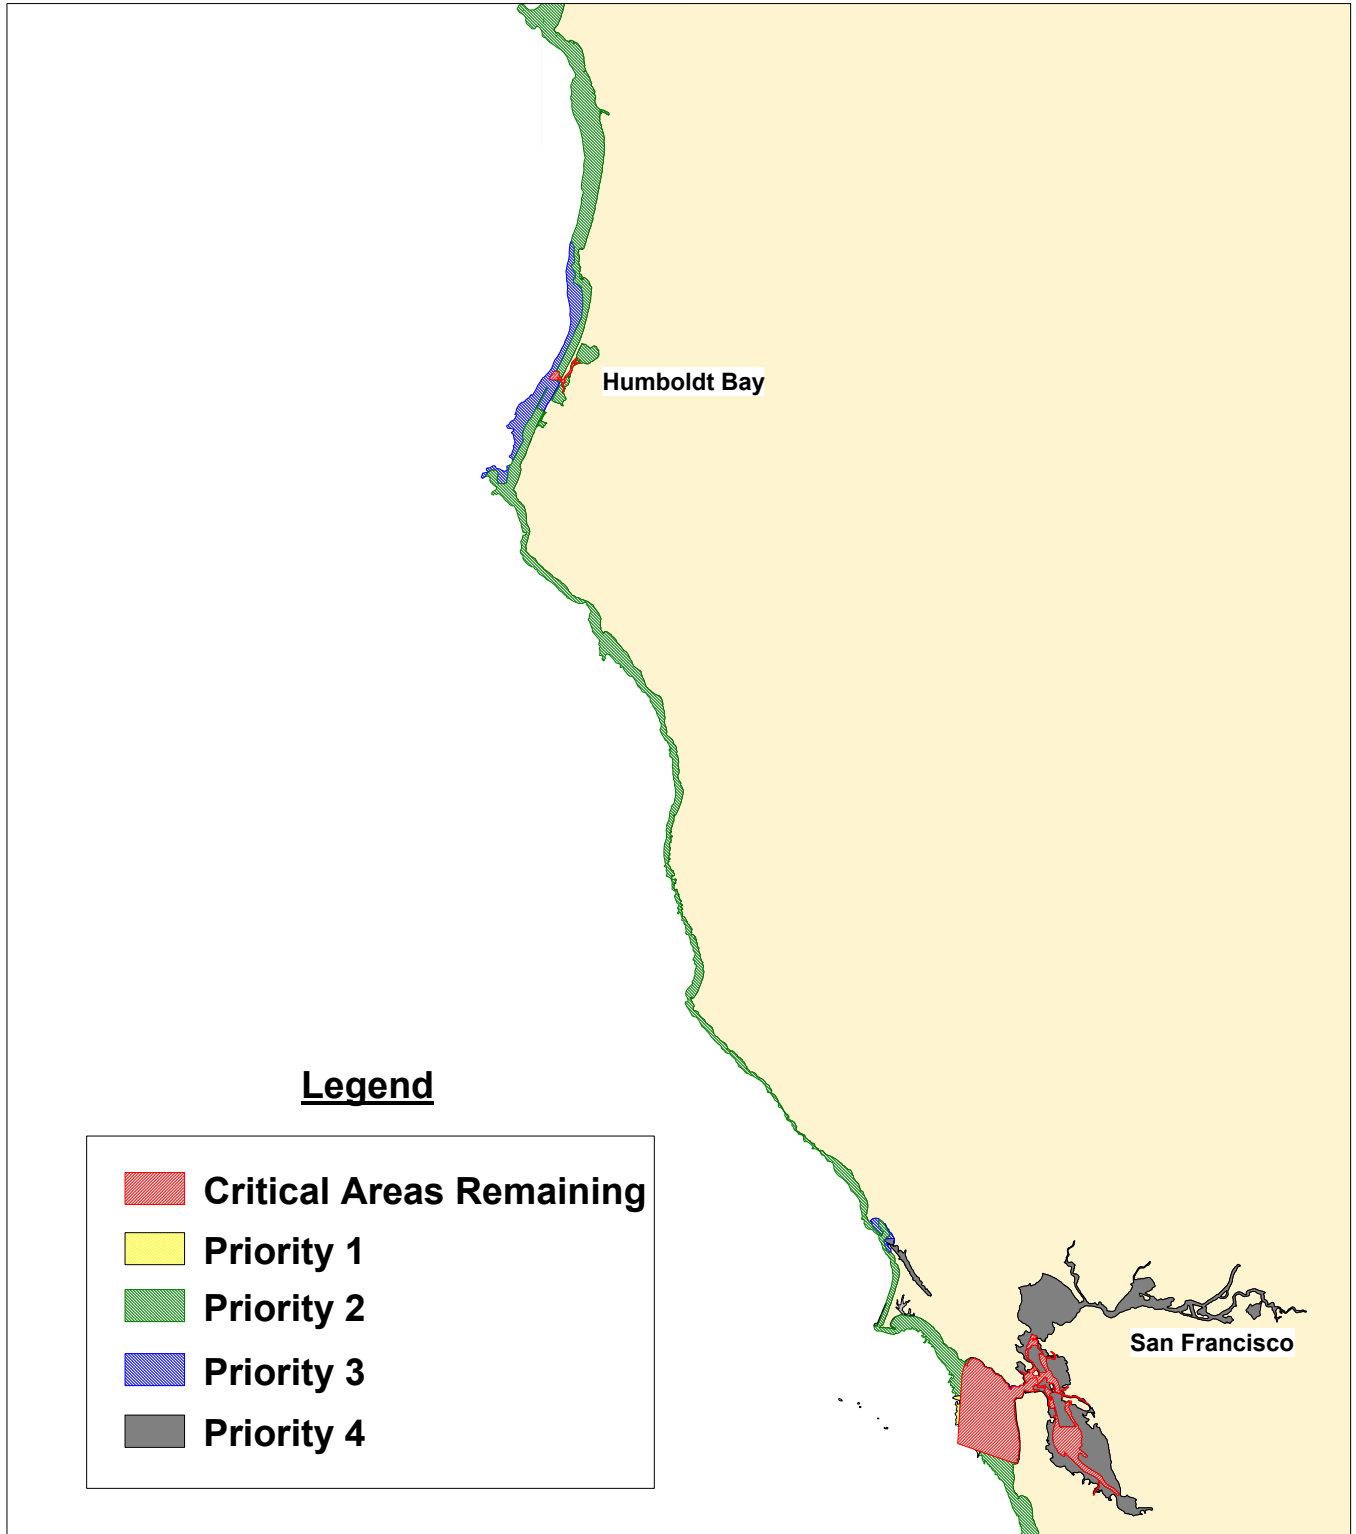 Humboldt Bay
Legend
Critical Areas Remaining
Priority 1
Priority 2
Priority 3
Priority 4
San Francisco